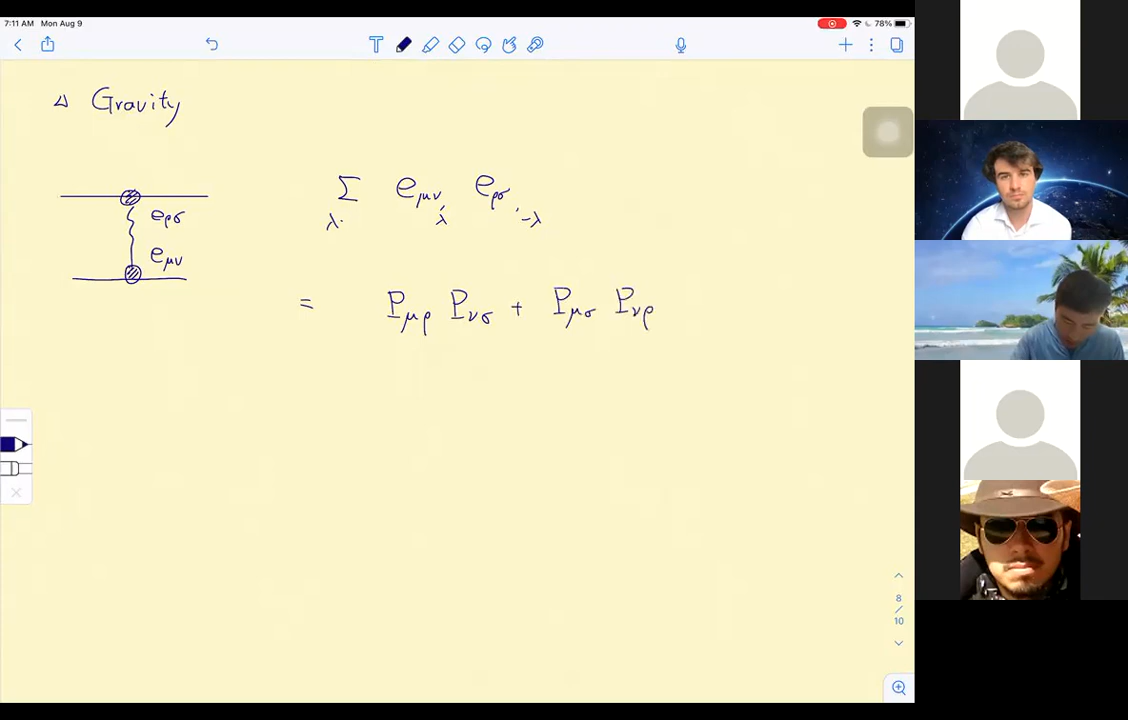 7:11 AM Mon Aug 9
78%
T
△ Gravity
Σ e_μν, e_ρσ,
λ λ -λ
e_ρσ
e_μν
= P_μρ P_νσ + P_μσ P_νρ
8
/
10